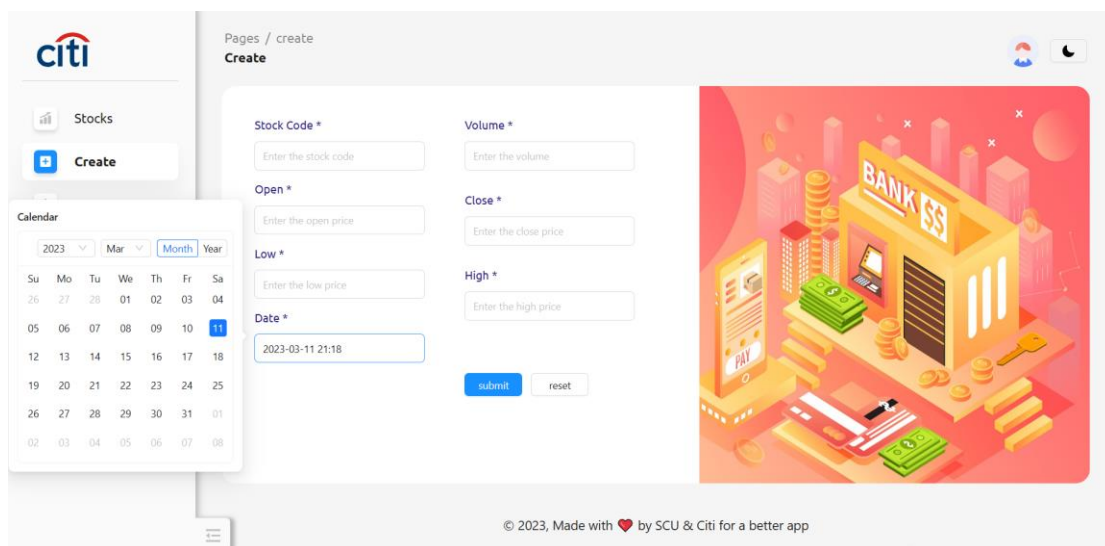 citi
Stocks
Create
Pages / create
Create
Stock Code *
Enter the stock code
Volume *
Enter the volume
Open *
Enter the open price
Close *
Enter the close price
Low *
Enter the low price
High *
Enter the high price
Date *
2023-03-11 21:18
submit reset
Calendar
2023 Mar Month Year
Su Mo Tu We Th Fr Sa
26 27 28 01 02 03 04
05 06 07 08 09 10 11
12 13 14 15 16 17 18
19 20 21 22 23 24 25
26 27 28 29 30 31 01
02 03 04 05 06 07 08
BANK $$
PAY
© 2023, Made with ❤ by SCU & Citi for a better app